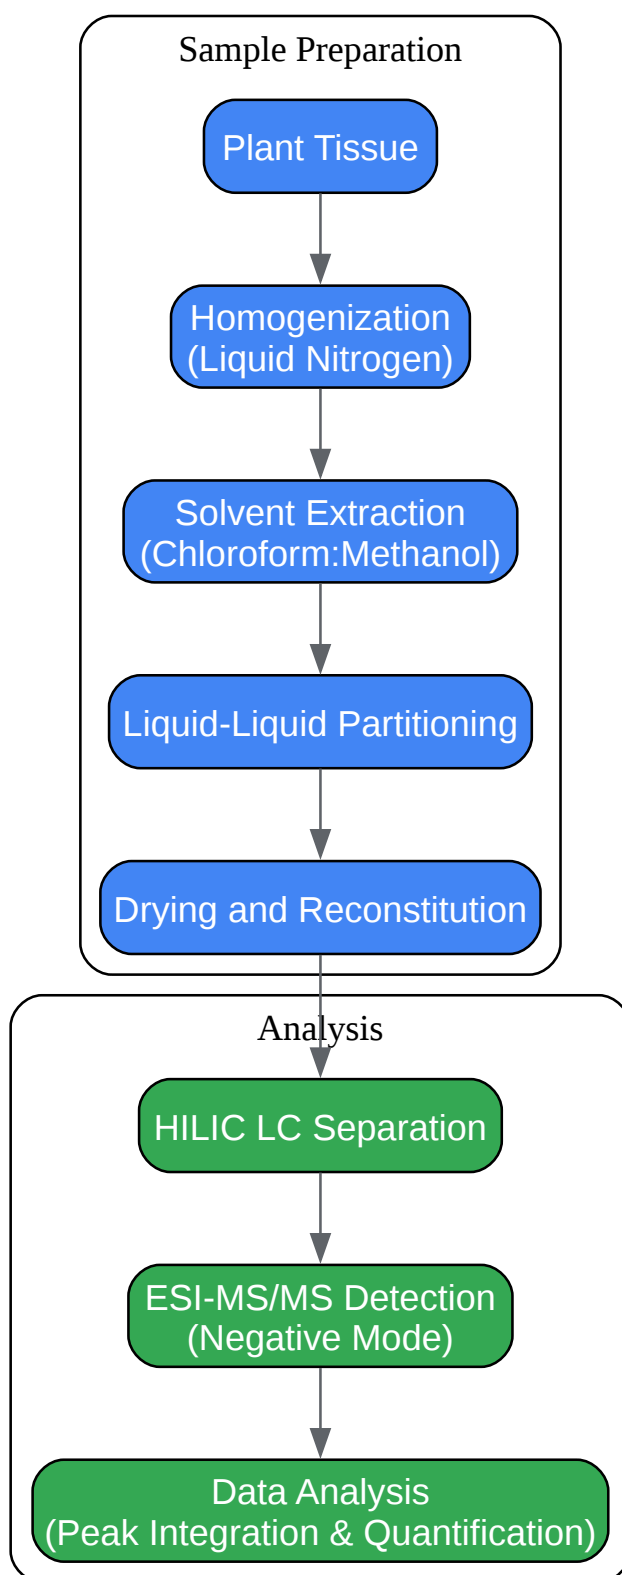 Sample Preparation
Plant Tissue
Homogenization
(Liquid Nitrogen)
Solvent Extraction
(Chloroform:Methanol)
Liquid-Liquid Partitioning
Drying and Reconstitution
Analysis
HILIC LC Separation
ESI-MS/MS Detection
(Negative Mode)
Data Analysis
(Peak Integration & Quantification)